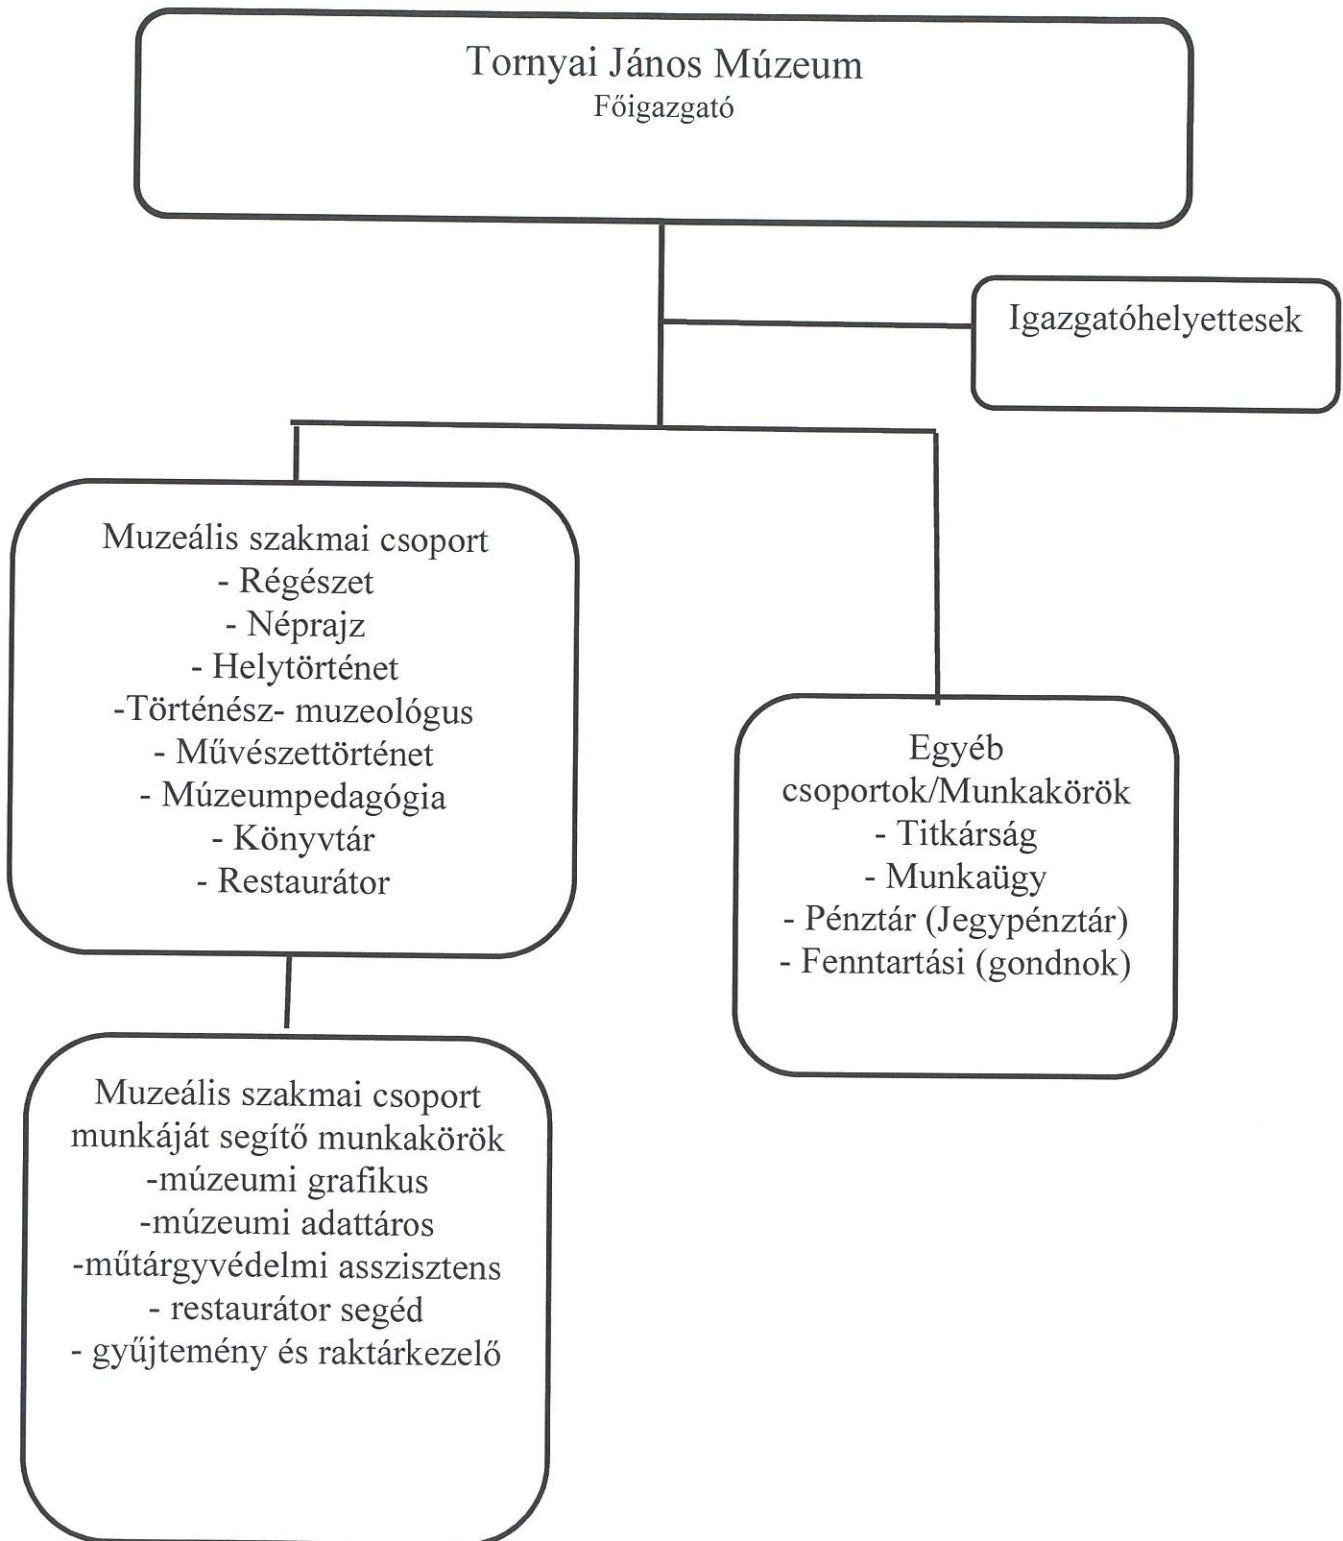 Tornyai János Múzeum
Főigazgató
Igazgatóhelyettesek
Muzeális szakmai csoport
- Régészet
- Néprajz
- Helytörténet
-Történész- muzeológus
- Művészettörténet
- Múzeumpedagógia
- Könyvtár
- Restaurátor
Egyéb
csoportok/Munkakörök
- Titkárság
- Munkaügy
- Pénztár (Jegypénztár)
- Fenntartási (gondnok)
Muzeális szakmai csoport
munkáját segítő munkakörök
-múzeumi grafikus
-múzeumi adattáros
-műtárgyvédelmi asszisztens
- restaurátor segéd
- gyűjtemény és raktárkezelő